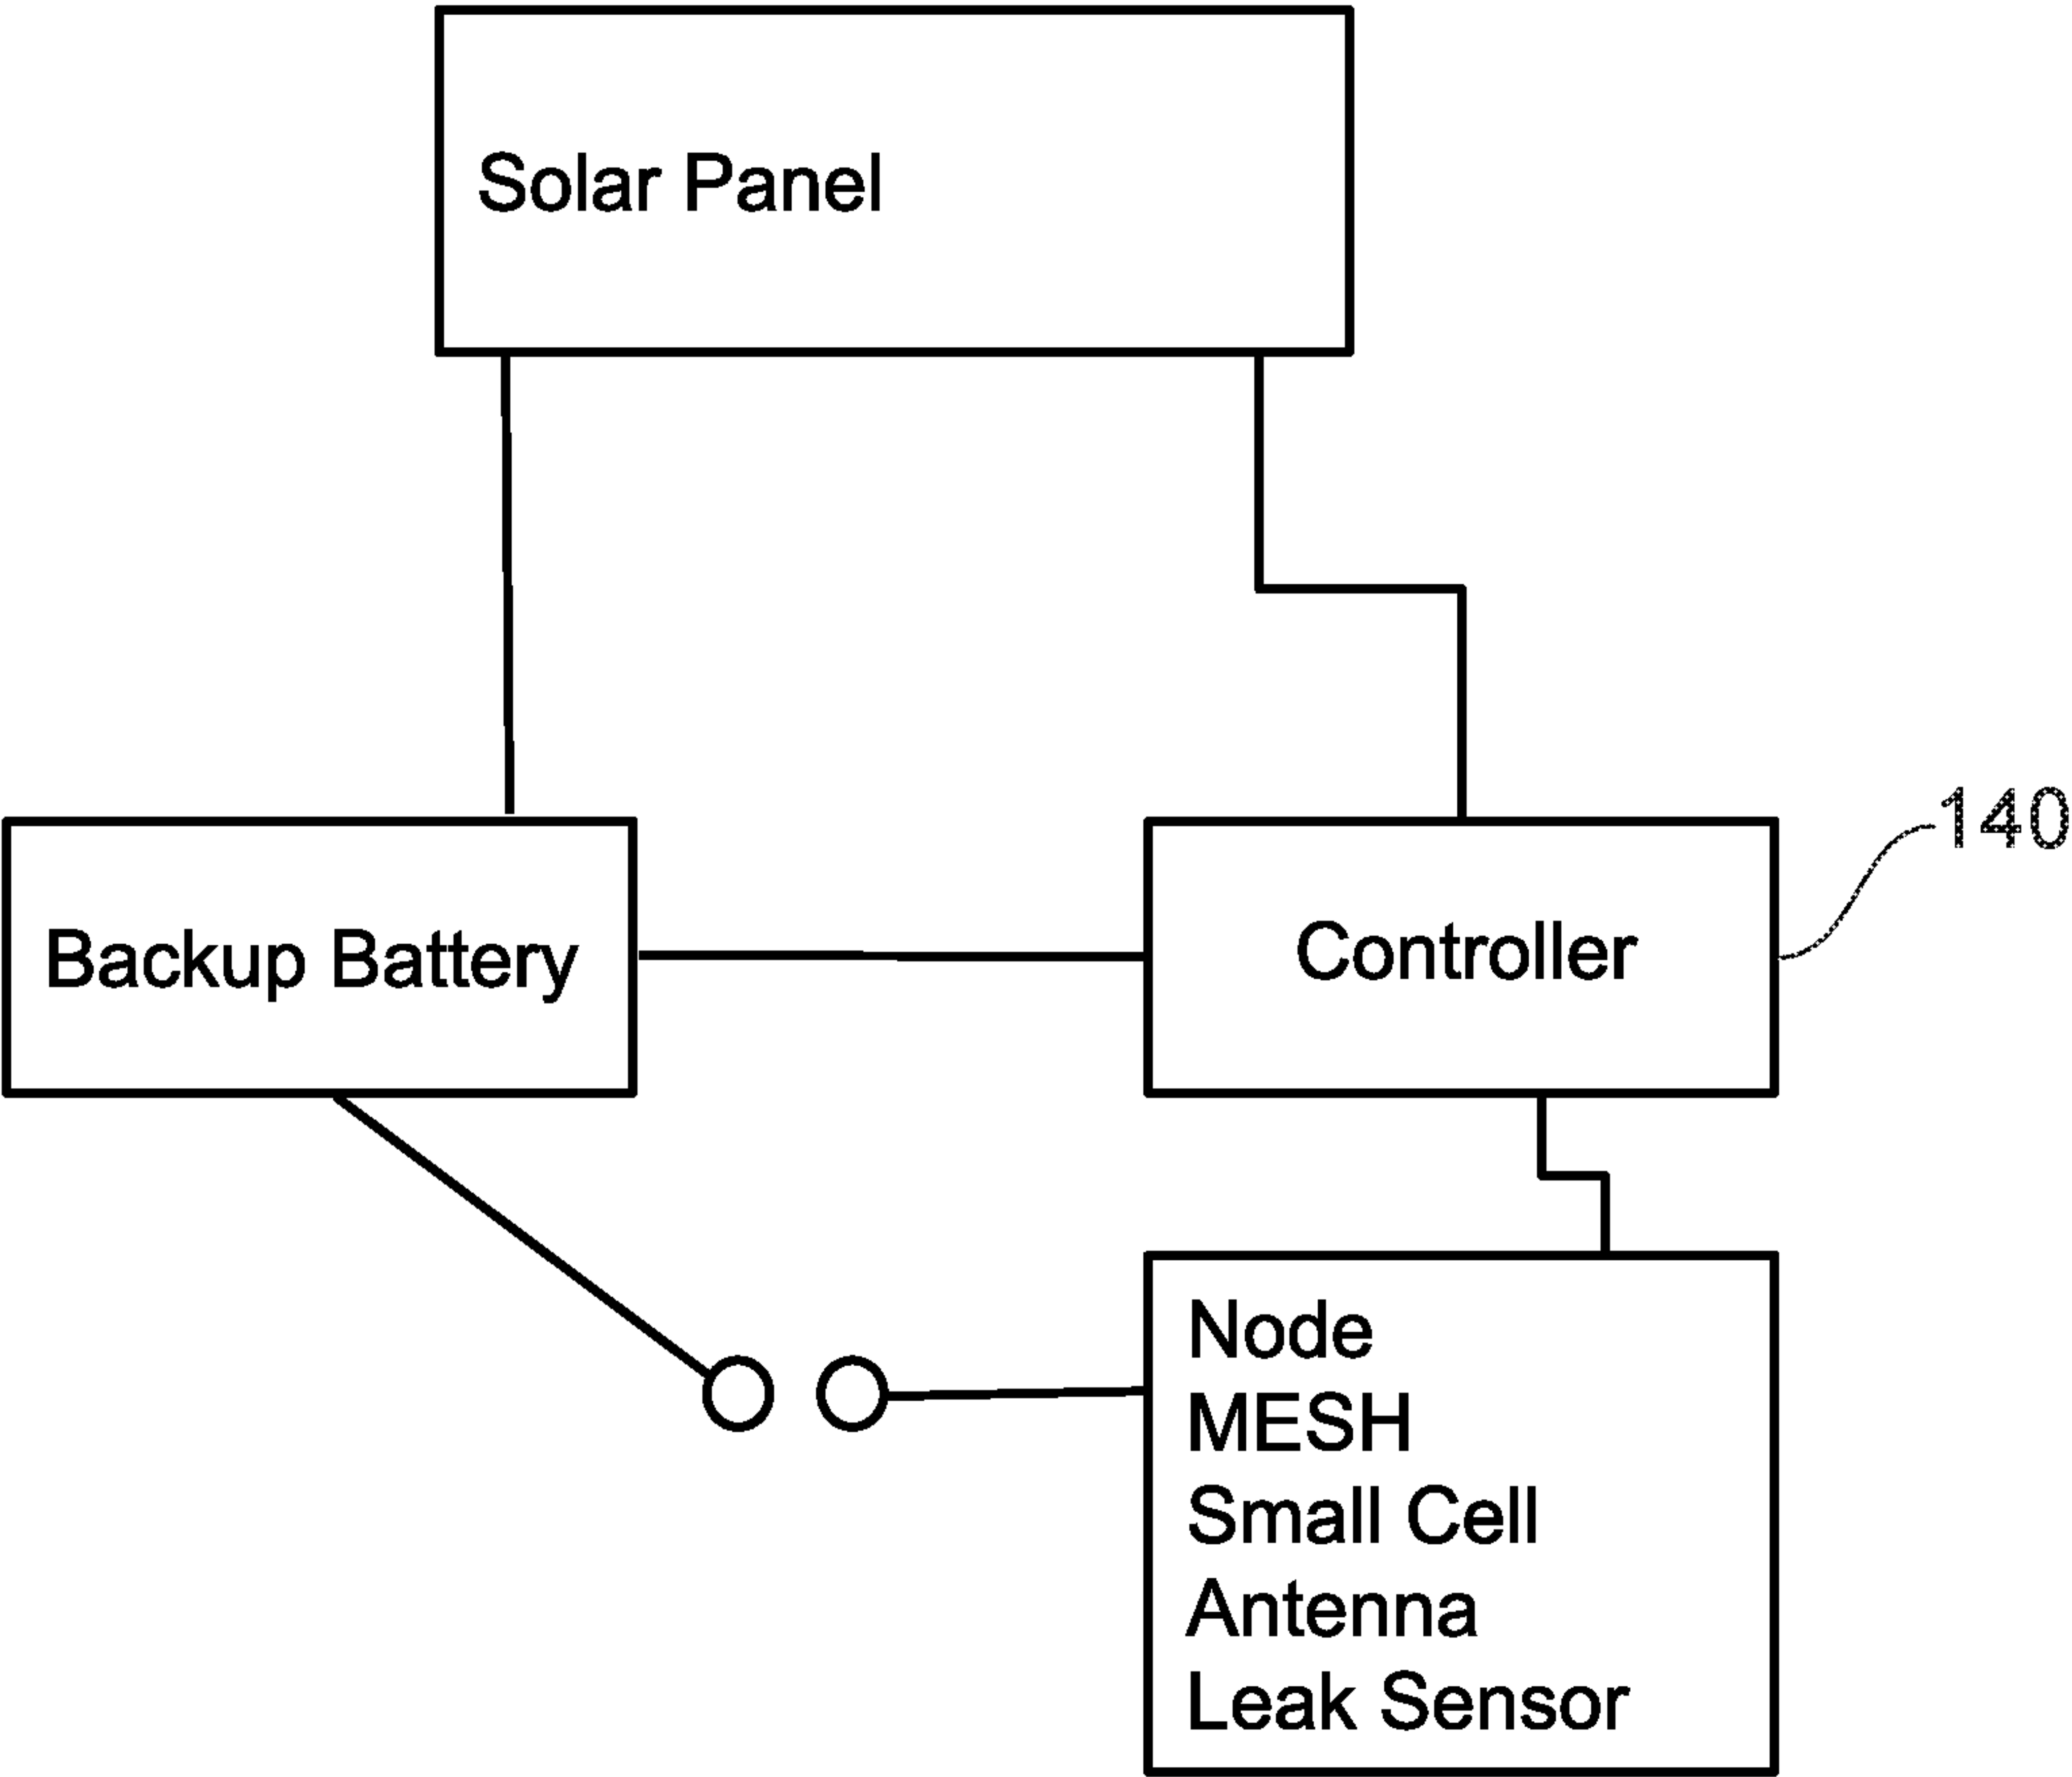 Solar Panel
140
Backup Battery
Controller
Node
MESH
Small Cell
Antenna
Leak Sensor